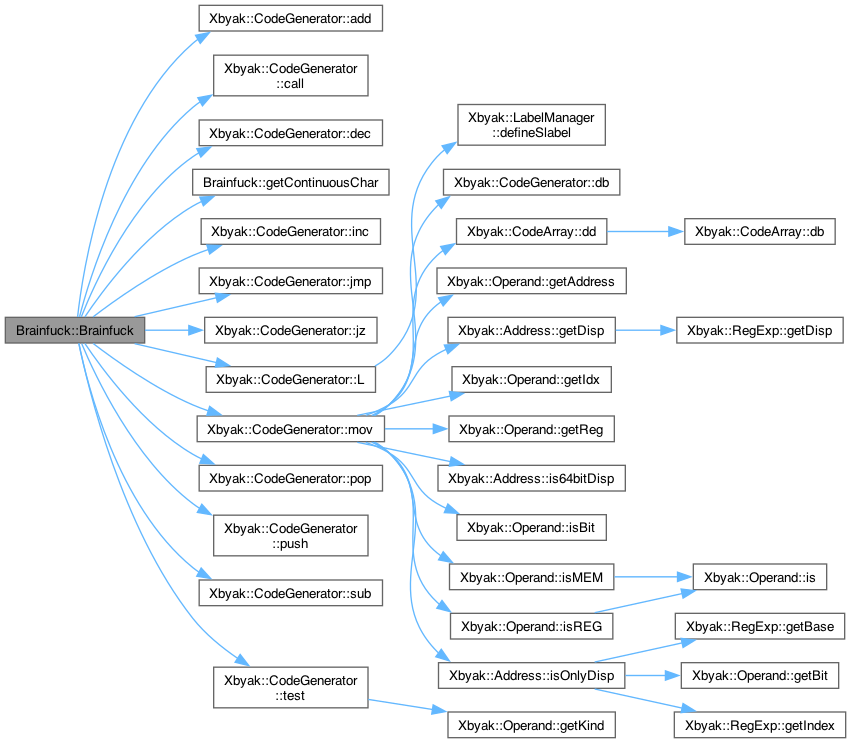 Brainfuck::Brainfuck
Xbyak::CodeGenerator::add
Xbyak::CodeGenerator
::call
Xbyak::CodeGenerator::dec
Brainfuck::getContinuousChar
Xbyak::CodeGenerator::inc
Xbyak::CodeGenerator::jmp
Xbyak::CodeGenerator::jz
Xbyak::CodeGenerator::L
Xbyak::CodeGenerator::mov
Xbyak::CodeGenerator::pop
Xbyak::CodeGenerator
::push
Xbyak::CodeGenerator::sub
Xbyak::CodeGenerator
::test
Xbyak::LabelManager
::defineSlabel
Xbyak::CodeGenerator::db
Xbyak::CodeArray::dd
Xbyak::Operand::getAddress
Xbyak::Address::getDisp
Xbyak::Operand::getIdx
Xbyak::Operand::getReg
Xbyak::Address::is64bitDisp
Xbyak::Operand::isBit
Xbyak::Operand::isMEM
Xbyak::Operand::isREG
Xbyak::Address::isOnlyDisp
Xbyak::Operand::getKind
Xbyak::CodeArray::db
Xbyak::RegExp::getDisp
Xbyak::Operand::is
Xbyak::RegExp::getBase
Xbyak::Operand::getBit
Xbyak::RegExp::getIndex